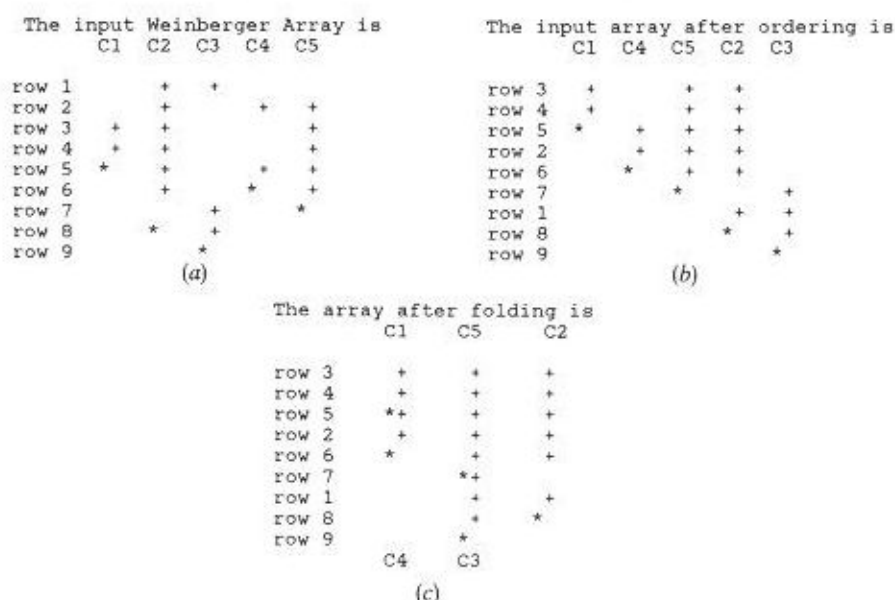 The input Weinberger Array is
C1 C2 C3 C4 C5
row 1 + +
row 2 + + +
row 3 + + +
row 4 + + +
row 5 * + + +
row 6 + * +
row 7 + *
row 8 * +
row 9 *
(a)
The input array after ordering is
C1 C4 C5 C2 C3
row 3 + + +
row 4 + + +
row 5 * + + +
row 2 + + +
row 6 * + +
row 7 * +
row 1 + +
row 8 * +
row 9 *
(b)
The array after folding is
C1 C5 C2
row 3 + + +
row 4 + + +
row 5 *+ + +
row 2 + + +
row 6 * + +
row 7 *+
row 1 + +
row 8 + *
row 9 *
C4 C3
(c)